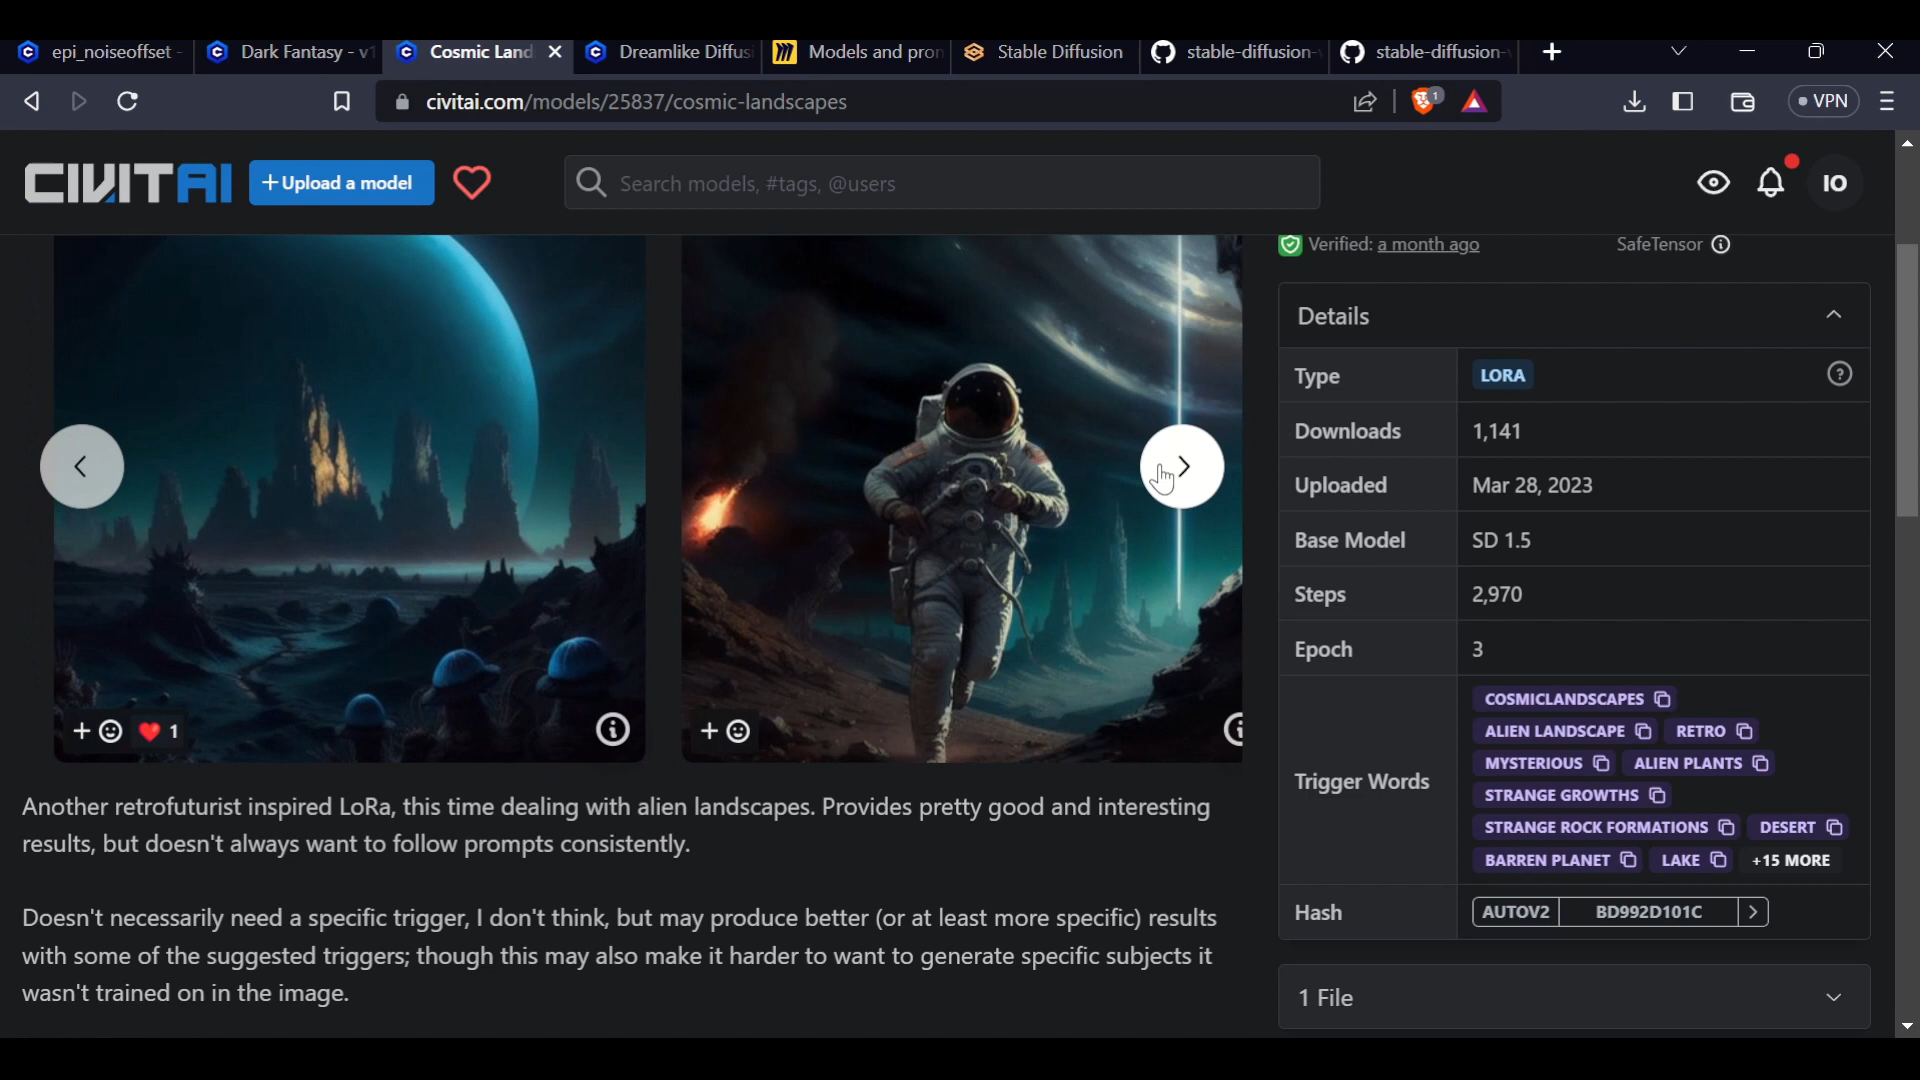 epi_noiseoffset -
Dark Fantasy - v1
Cosmic Land
Dreamlike Diffus
Models and pron
Stable Diffusion
stable-diffusion-
stable-diffusion-
civitai.com/models/25837/cosmic-landscapes
1
VPN
CIVITAI
+ Upload a model
Search models, #tags, @users
IO
Verified: a month ago
SafeTensor
Details
Type
LORA
Downloads
1,141
Uploaded
Mar 28, 2023
Base Model
SD 1.5
Steps
2,970
Epoch
3
Trigger Words
COSMICLANDSCAPES
ALIEN LANDSCAPE
RETRO
MYSTERIOUS
ALIEN PLANTS
STRANGE GROWTHS
STRANGE ROCK FORMATIONS
DESERT
BARREN PLANET
LAKE
+15 MORE
Hash
AUTOV2
BD992D101C
1 File
1
Another retrofuturist inspired LoRa, this time dealing with alien landscapes. Provides pretty good and interesting
results, but doesn't always want to follow prompts consistently.
Doesn't necessarily need a specific trigger, I don't think, but may produce better (or at least more specific) results
with some of the suggested triggers; though this may also make it harder to want to generate specific subjects it
wasn't trained on in the image.